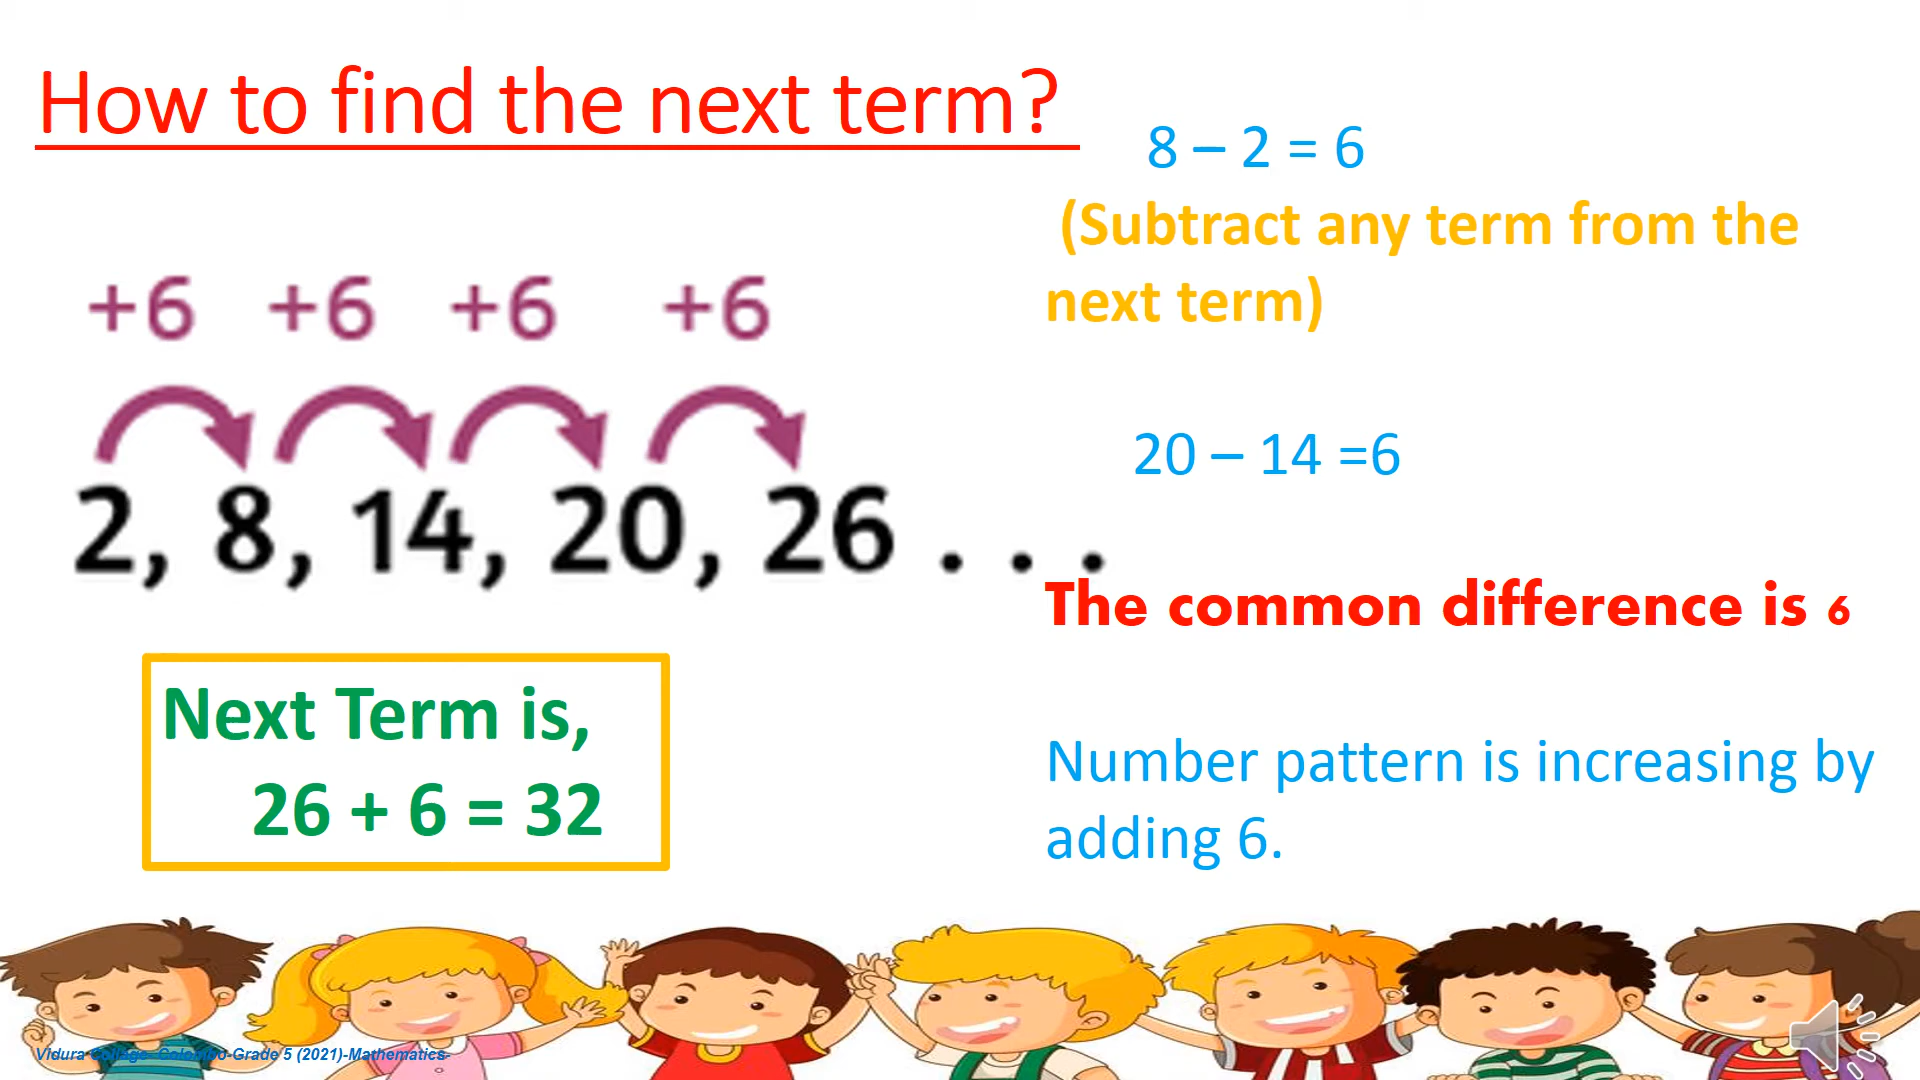 How to find the next term?
8 – 2 = 6
(Subtract any term from the
next term)
+6 +6 +6 +6
20 – 14 =6
2, 8, 14, 20, 26 . . .
The common difference is 6
Next Term is,
26 + 6 = 32
Number pattern is increasing by
adding 6.
Vidura College- Colombo-Grade 5 (2021)-Mathematics-